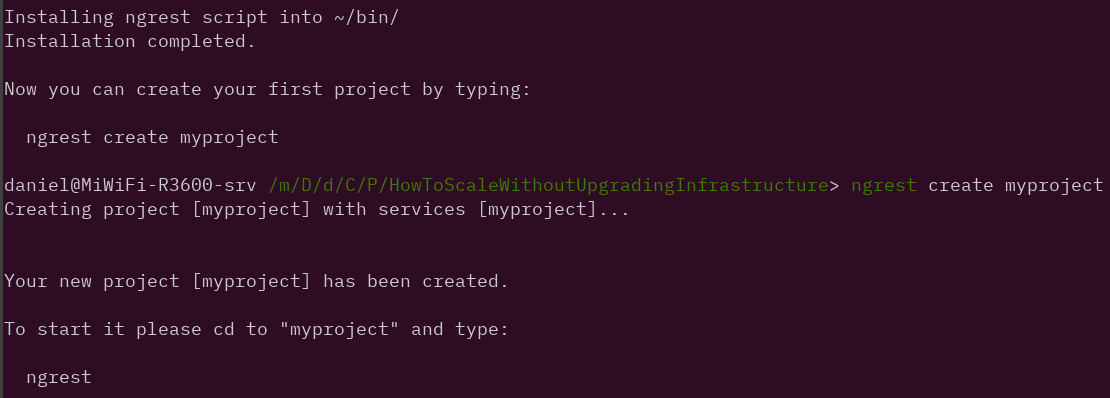 Installing ngrest script into ~/bin/
Installation completed.
Now you can create your first project by typing:
ngrest create myproject
daniel@MiWiFi-R3600-srv /m/D/d/C/P/HowToScaleWithoutUpgradingInfrastructure> ngrest create myproject
Creating project [myproject] with services [myproject]...
Your new project [myproject] has been created.
To start it please cd to "myproject" and type:
ngrest